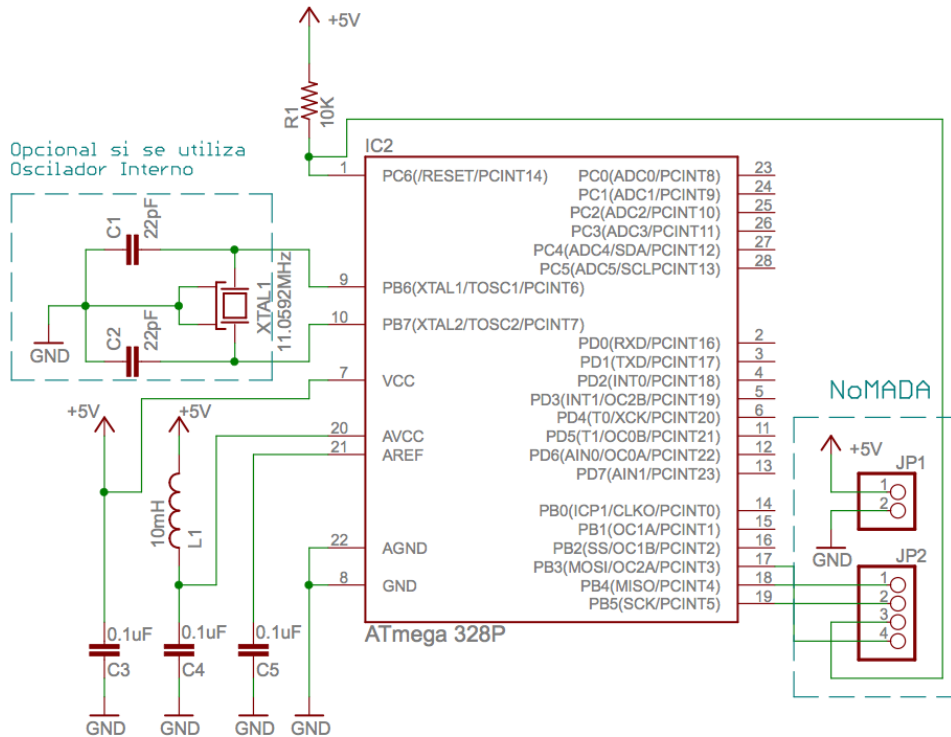 +5V
R1
10K
Opcional si se utiliza
Oscilador Interno
C1
22pF
C2
22pF
XTAL1
11.0592MHz
GND
IC2
1 PC6(/RESET/PCINT14)
9 PB6(XTAL1/TOSC1/PCINT6)
10 PB7(XTAL2/TOSC2/PCINT7)
7 VCC
20 AVCC
21 AREF
22 AGND
8 GND
PC0(ADC0/PCINT8) 23
PC1(ADC1/PCINT9) 24
PC2(ADC2/PCINT10) 25
PC3(ADC3/PCINT11) 26
PC4(ADC4/SDA/PCINT12) 27
PC5(ADC5/SCLPCINT13) 28
PD0(RXD/PCINT16) 2
PD1(TXD/PCINT17) 3
PD2(INT0/PCINT18) 4
PD3(INT1/OC2B/PCINT19) 5
PD4(T0/XCK/PCINT20) 6
PD5(T1/OC0B/PCINT21) 11
PD6(AIN0/OC0A/PCINT22) 12
PD7(AIN1/PCINT23) 13
PB0(ICP1/CLKO/PCINT0) 14
PB1(OC1A/PCINT1) 15
PB2(SS/OC1B/PCINT2) 16
PB3(MOSI/OC2A/PCINT3) 17
PB4(MISO/PCINT4) 18
PB5(SCK/PCINT5) 19
ATmega 328P
+5V
+5V
10mH
L1
0.1uF
C3
0.1uF
C4
0.1uF
C5
GND
GND
GND
GND
NoMADA
+5V
JP1
1
2
GND
JP2
1
2
3
4